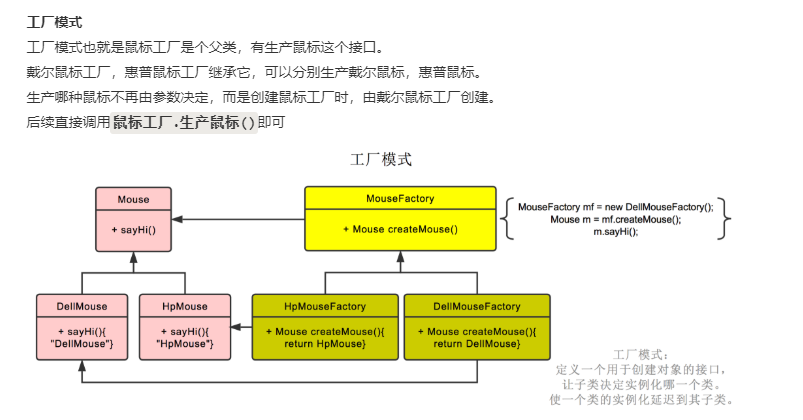 工厂模式
工厂模式也就是鼠标工厂是个父类，有生产鼠标这个接口。
戴尔鼠标工厂，惠普鼠标工厂继承它，可以分别生产戴尔鼠标，惠普鼠标。
生产哪种鼠标不再由参数决定，而是创建鼠标工厂时，由戴尔鼠标工厂创建。
后续直接调用鼠标工厂.生产鼠标()即可
工厂模式
Mouse
+ sayHi()
MouseFactory
+ Mouse createMouse()
MouseFactory mf = new DellMouseFactory();
Mouse m = mf.createMouse();
m.sayHi();
DellMouse
+ sayHi(){
"DellMouse"}
HpMouse
+ sayHi(){
"HpMouse"}
HpMouseFactory
+ Mouse createMouse(){
return HpMouse}
DellMouseFactory
+ Mouse createMouse(){
return DellMouse}
工厂模式：
定义一个用于创建对象的接口，
让子类决定实例化哪一个类。
使一个类的实例化延迟到其子类。